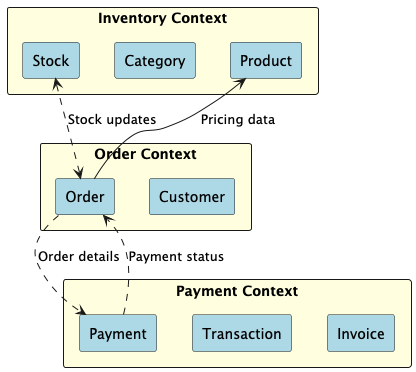 Inventory Context
Stock
Category
Product
Stock updates
Pricing data
Order Context
Order
Customer
Order details
Payment status
Payment Context
Payment
Transaction
Invoice